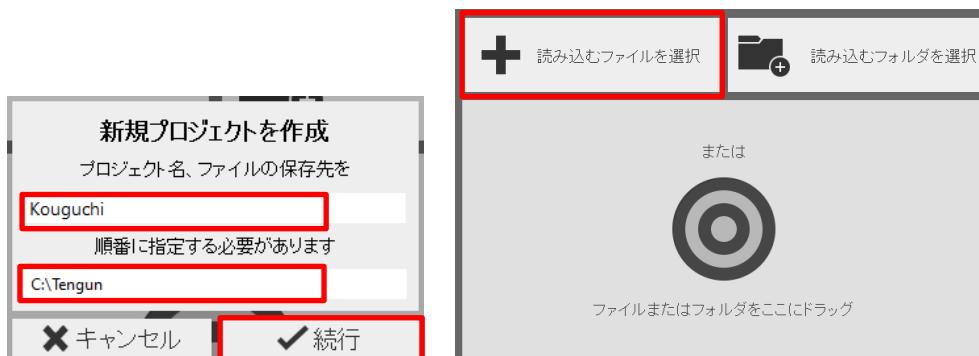 新規プロジェクトを作成
プロジェクト名、ファイルの保存先を
Kouguchi
順番に指定する必要があります
C:\Tengun
キャンセル
続行
読み込むファイルを選択
読み込むフォルダを選択
または
ファイルまたはフォルダをここにドラッグ